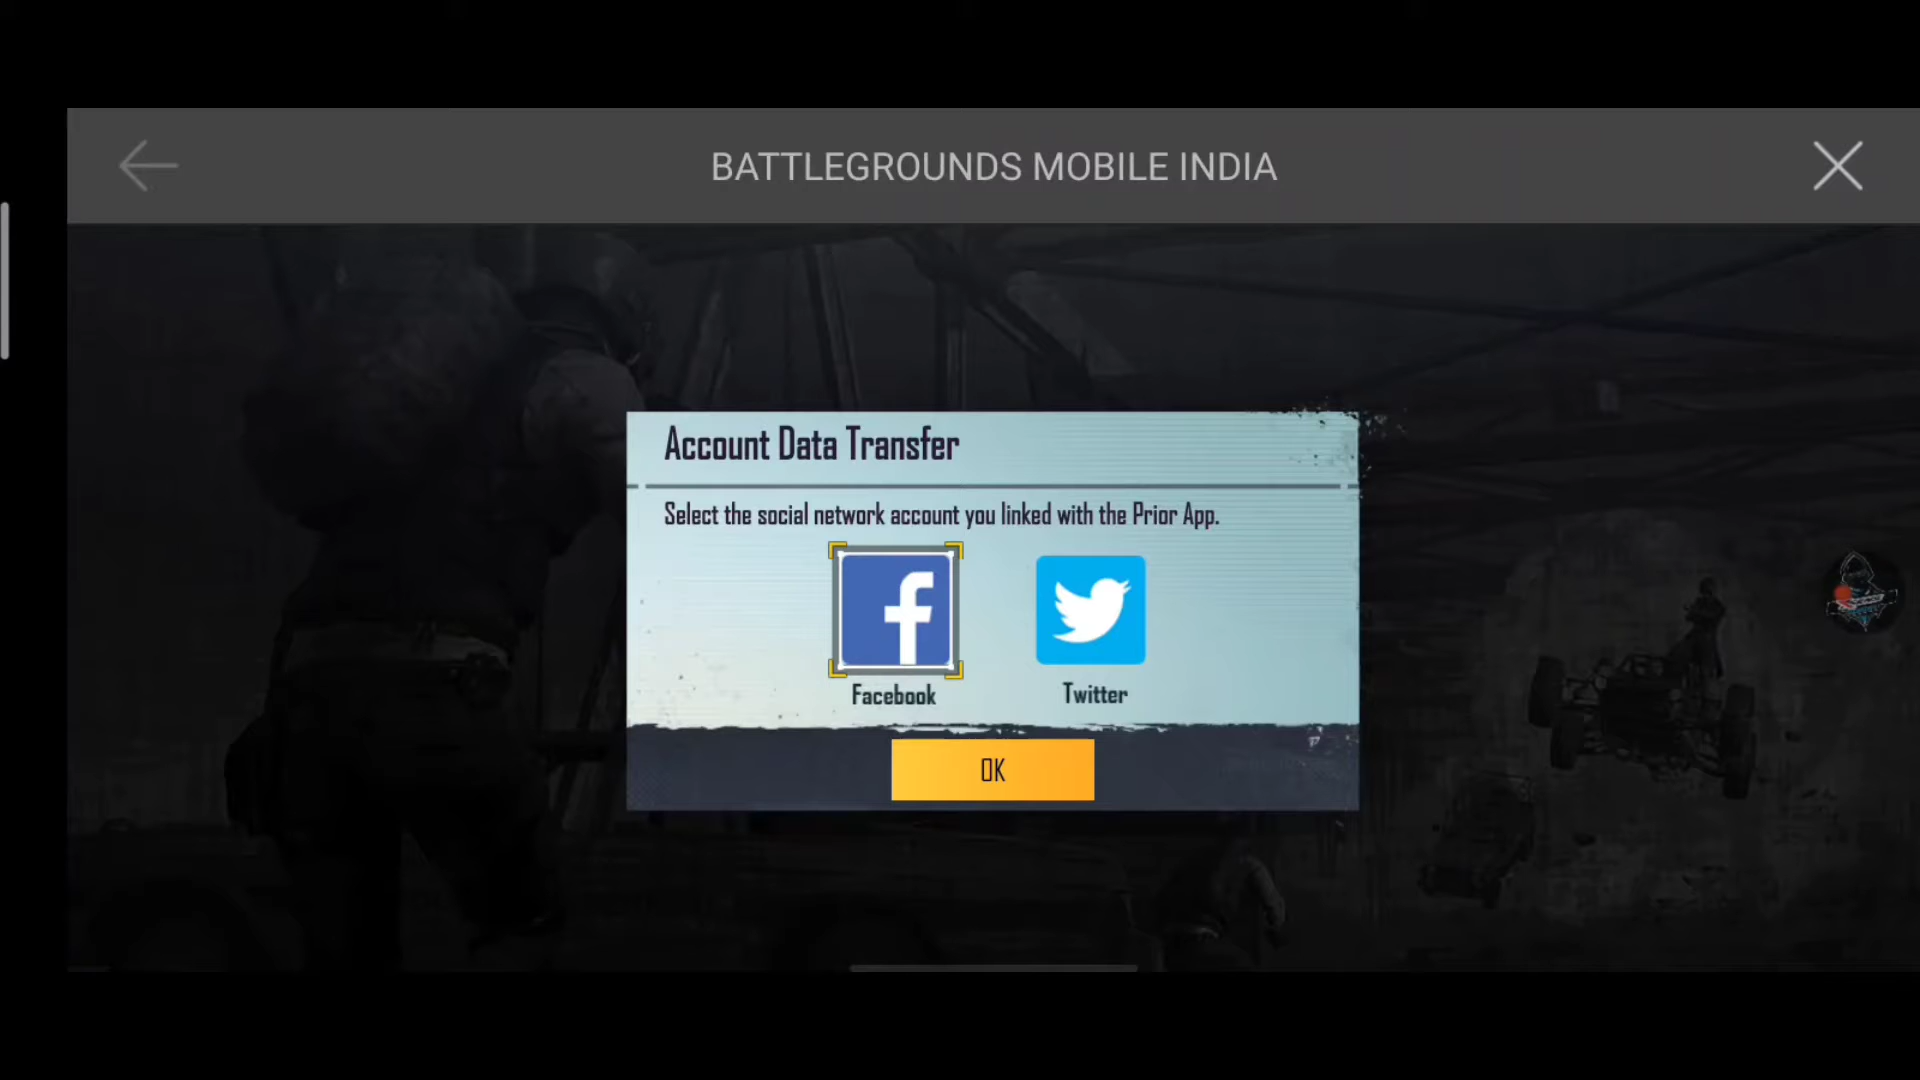 BATTLEGROUNDS MOBILE INDIA
Account Data Transfer
Select the social network account you linked with the Prior App.
Facebook
Twitter
OK